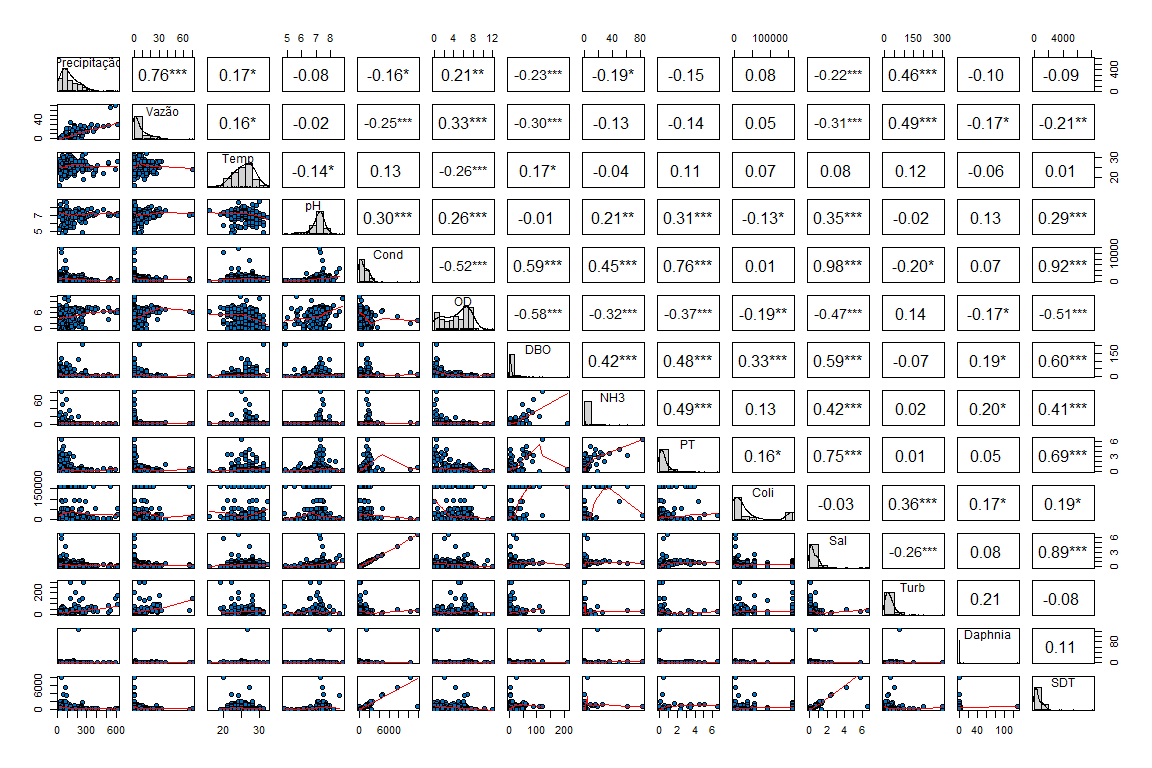 0 30 60 5 6 7 8 0 4 8 12 0 40 80 0 100000 0 150 300 0 4000
Precipitação 0.76*** 0.17* -0.08 -0.16* 0.21** -0.23*** -0.19* -0.15 0.08 -0.22*** 0.46*** -0.10 -0.09 0 400
0 40 Vazão 0.16* -0.02 -0.25*** 0.33*** -0.30*** -0.13 -0.14 0.05 -0.31*** 0.49*** -0.17* -0.21**
Temp -0.14* 0.13 -0.26*** 0.17* -0.04 0.11 0.07 0.08 0.12 -0.06 0.01 20 30
5 7 pH 0.30*** 0.26*** -0.01 0.21** 0.31*** -0.13* 0.35*** -0.02 0.13 0.29***
Cond -0.52*** 0.59*** 0.45*** 0.76*** 0.01 0.98*** -0.20* 0.07 0.92*** 0 10000
0 6 OD -0.58*** -0.32*** -0.37*** -0.19** -0.47*** 0.14 -0.17* -0.51***
DBO 0.42*** 0.48*** 0.33*** 0.59*** -0.07 0.19* 0.60*** 0 150
0 60 NH3 0.49*** 0.13 0.42*** 0.02 0.20* 0.41***
PT 0.16* 0.75*** 0.01 0.05 0.69*** 0 3 6
0 150000 Coli -0.03 0.36*** 0.17* 0.19*
Sal -0.26*** 0.08 0.89*** 0 3 6
0 200 Turb 0.21 -0.08
Daphnia 0.11 0 80
0 6000 SDT
0 300 600 20 30 0 6000 0 100 200 0 2 4 6 0 2 4 6 0 40 100